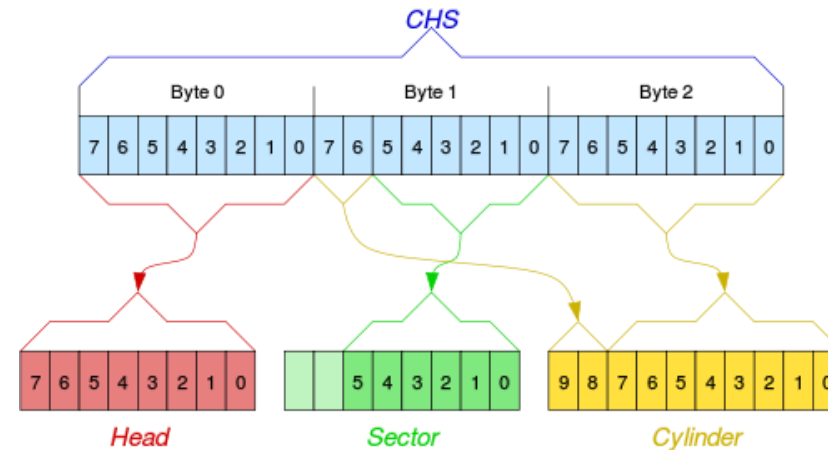 CHS
Byte 0 Byte 1 Byte 2
7 6 5 4 3 2 1 0 7 6 5 4 3 2 1 0 7 6 5 4 3 2 1 0
7 6 5 4 3 2 1 0 5 4 3 2 1 0 9 8 7 6 5 4 3 2 1 0
Head Sector Cylinder